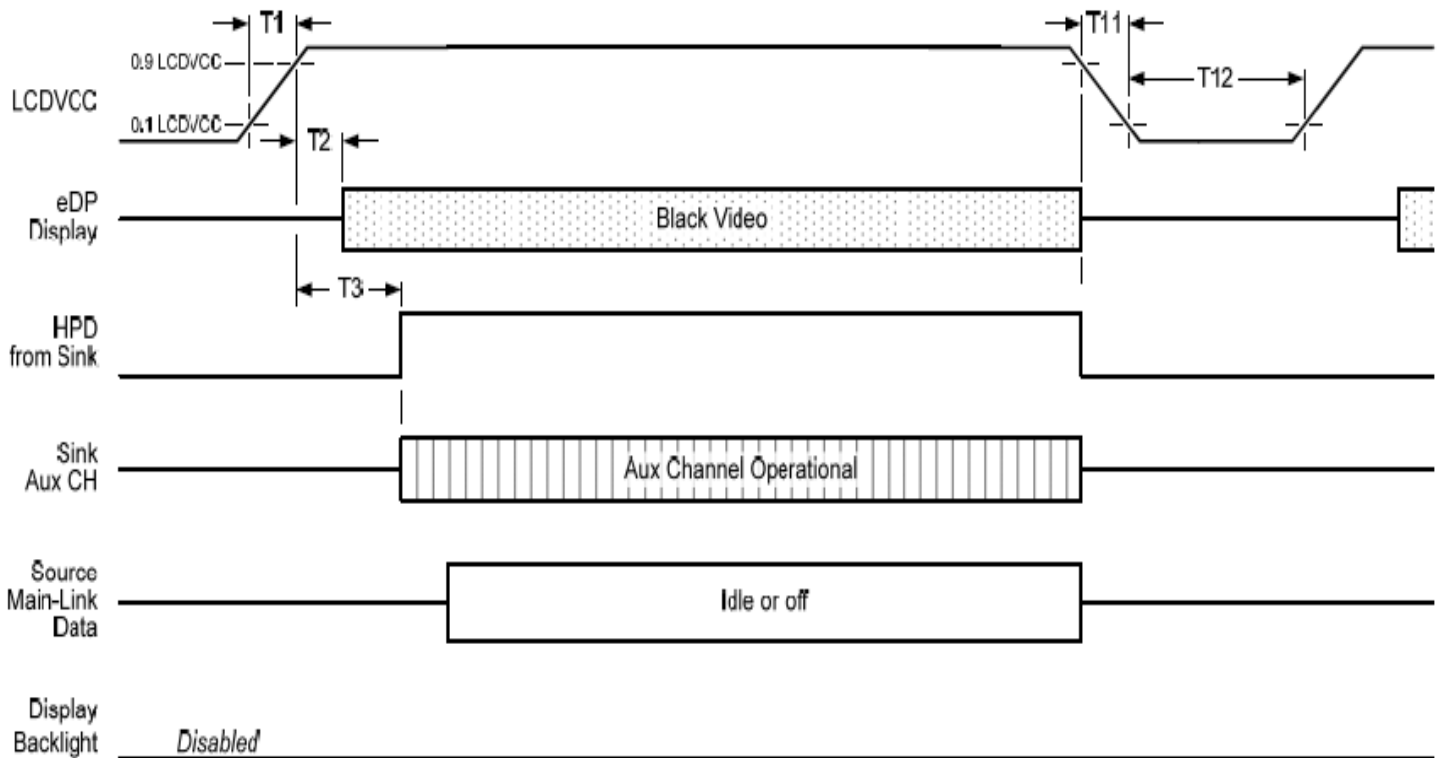 T1
T11
0.9 LCDVCC
LCDVCC
T12
0.1 LCDVCC
T2
eDP
Display
Black Video
T3
HPD
from Sink
Sink
Aux CH
Aux Channel Operational
Source
Main-Link
Data
Idle or off
Display
Backlight
Disabled